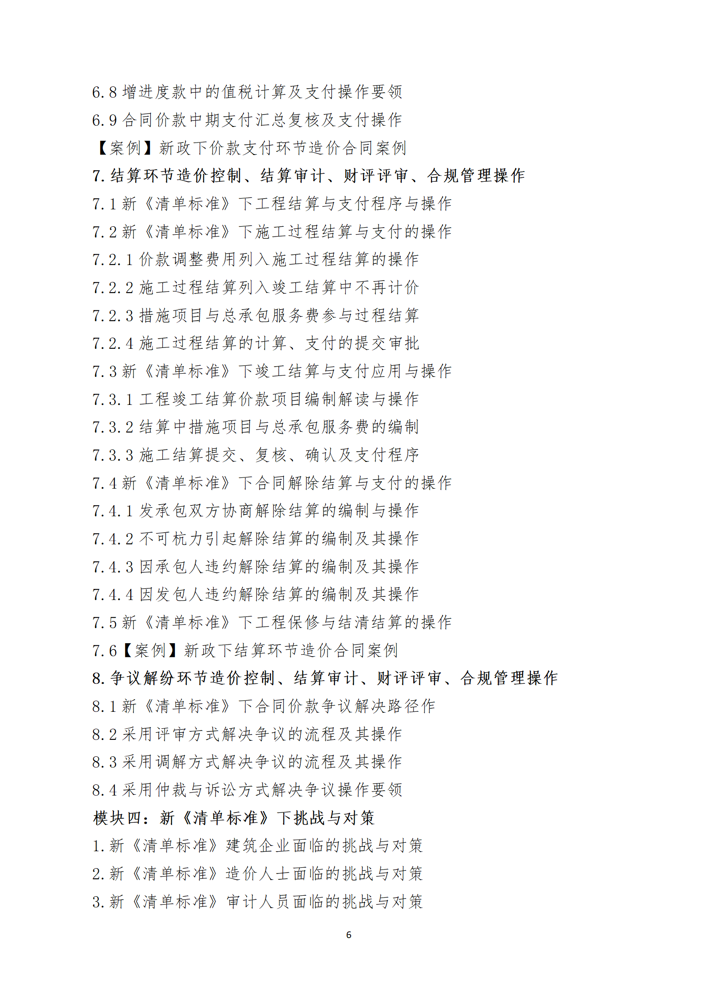 6.8增进度款中的值税计算及支付操作要领
6.9合同价款中期支付汇总复核及支付操作
【案例】新政下价款支付环节造价合同案例
7.结算环节造价控制、结算审计、财评评审、合规管理操作
7.1新《清单标准》下工程结算与支付程序与操作
7.2新《清单标准》下施工过程结算与支付的操作
7.2.1价款调整费用列入施工过程结算的操作
7.2.2施工过程结算列入竣工结算中不再计价
7.2.3措施项目与总承包服务费参与过程结算
7.2.4施工过程结算的计算、支付的提交审批
7.3新《清单标准》下竣工结算与支付应用与操作
7.3.1工程竣工结算价款项目编制解读与操作
7.3.2结算中措施项目与总承包服务费的编制
7.3.3施工结算提交、复核、确认及支付程序
7.4新《清单标准》下合同解除结算与支付的操作
7.4.1发承包双方协商解除结算的编制与操作
7.4.2不可杭力引起解除结算的编制及其操作
7.4.3因承包人违约解除结算的编制及其操作
7.4.4因发包人违约解除结算的编制及其操作
7.5新《清单标准》下工程保修与结清结算的操作
7.6【案例】新政下结算环节造价合同案例
8.争议解纷环节造价控制、结算审计、财评评审、合规管理操作
8.1新《清单标准》下合同价款争议解决路径作
8.2采用评审方式解决争议的流程及其操作
8.3采用调解方式解决争议的流程及其操作
8.4采用仲裁与诉讼方式解决争议操作要领
模块四：新《清单标准》下挑战与对策
1.新《清单标准》建筑企业面临的挑战与对策
2.新《清单标准》造价人士面临的挑战与对策
3.新《清单标准》审计人员面临的挑战与对策
6